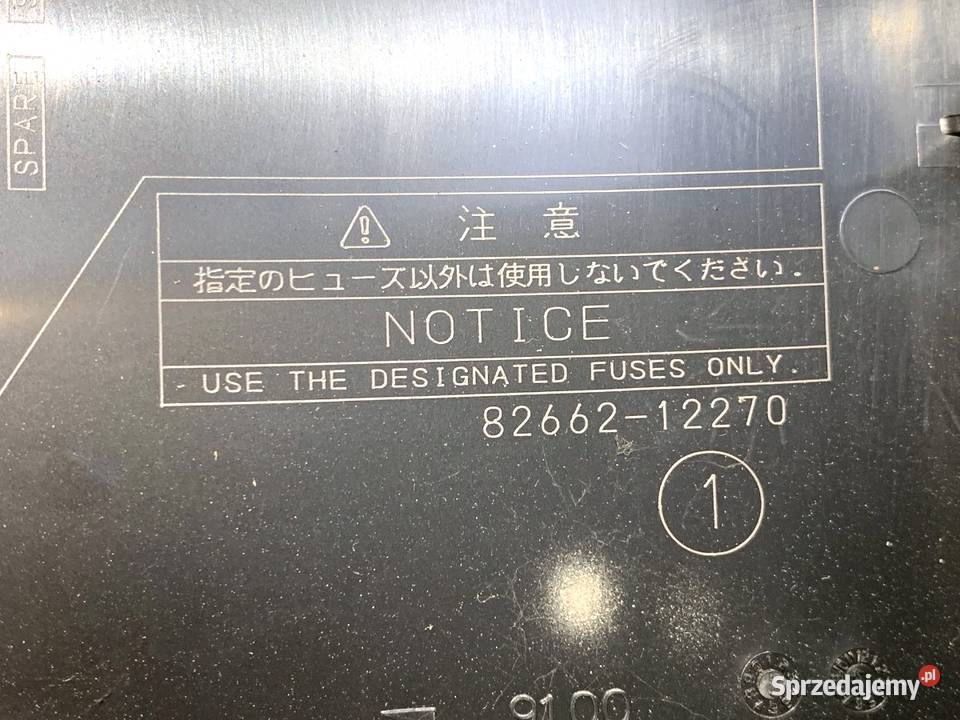 SPARE
注 意
・指定のヒューズ以外は使用しないでください.
NOTICE
・USE THE DESIGNATED FUSES ONLY.
82662-12270
1
9100
Sprzedajemy.pl